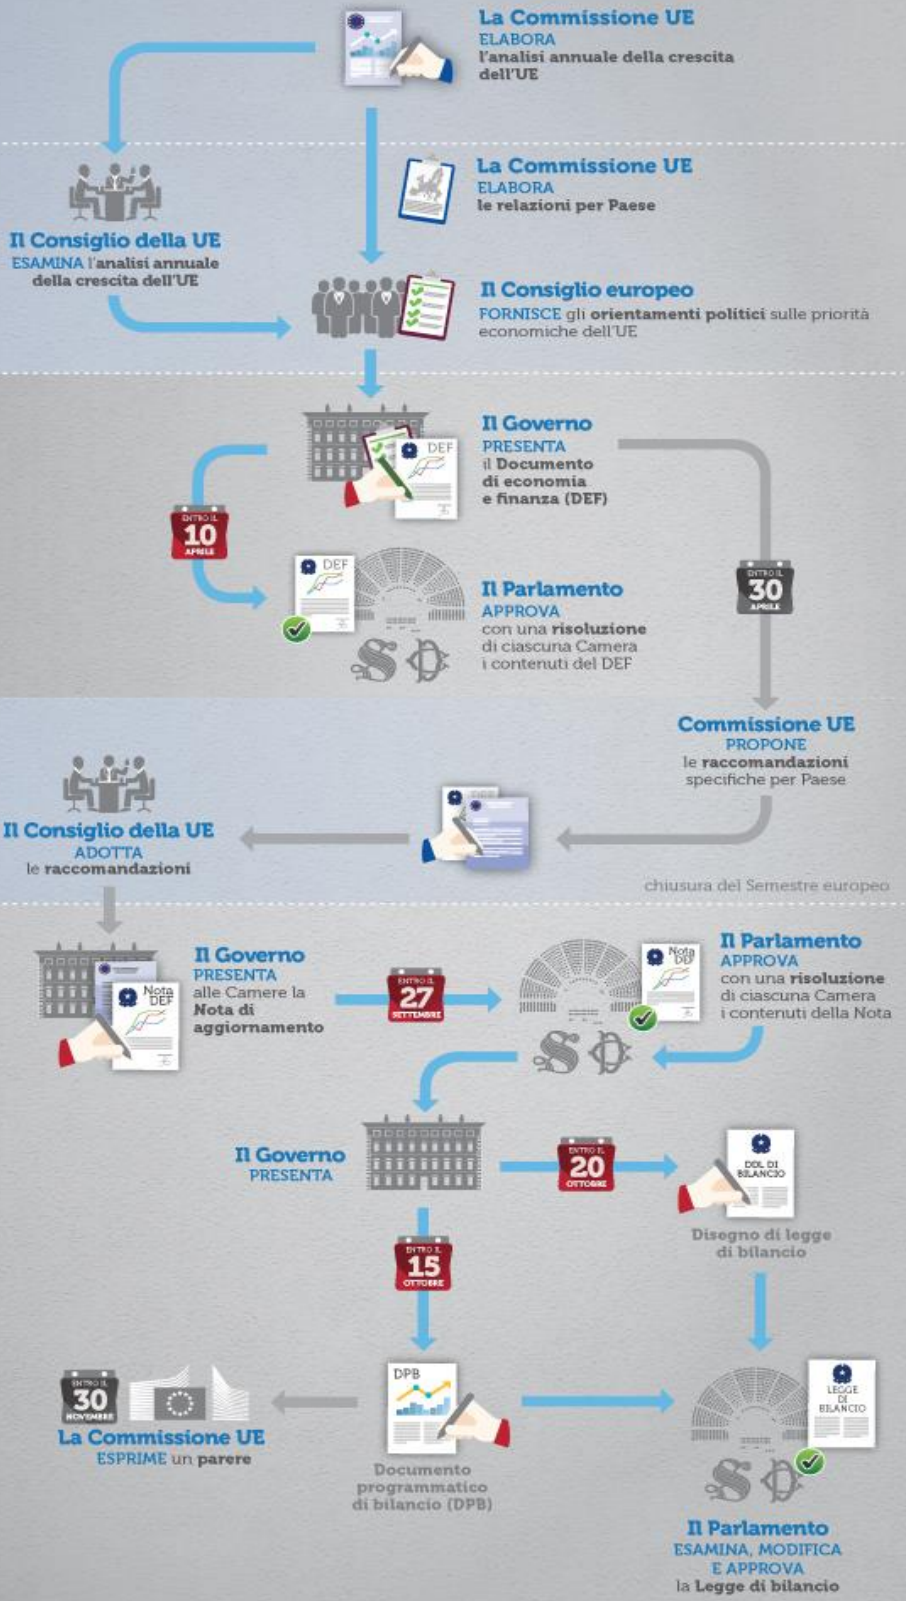 La Commissione UE
ELABORA
l'analisi annuale della crescita
dell'UE
La Commissione UE
ELABORA
le relazioni per Paese
Il Consiglio della UE
ESAMINA l'analisi annuale
della crescita dell'UE
Il Consiglio europeo
FORNISCE gli orientamenti politici sulle priorità
economiche dell'UE
Il Governo
PRESENTA
il Documento
di economia
e finanza (DEF)
DEF
ENTRO IL
10
APRILE
DEF
Il Parlamento
APPROVA
con una risoluzione
di ciascuna Camera
i contenuti del DEF
ENTRO IL
30
APRILE
Commissione UE
PROPONE
le raccomandazioni
specifiche per Paese
Il Consiglio della UE
ADOTTA
le raccomandazioni
chiusura del Semestre europeo
Il Governo
PRESENTA
alle Camere la
Nota di
aggiornamento
Nota
DEF
ENTRO IL
27
SETTEMBRE
Nota
DEF
Il Parlamento
APPROVA
con una risoluzione
di ciascuna Camera
i contenuti della Nota
Il Governo
PRESENTA
ENTRO IL
20
OTTOBRE
DDL DI
BILANCIO
Disegno di legge
di bilancio
ENTRO IL
15
OTTOBRE
ENTRO IL
30
NOVEMBRE
La Commissione UE
ESPRIME un parere
DPB
Documento
programmatico
di bilancio (DPB)
LEGGE
DI
BILANCIO
Il Parlamento
ESAMINA, MODIFICA
E APPROVA
la Legge di bilancio